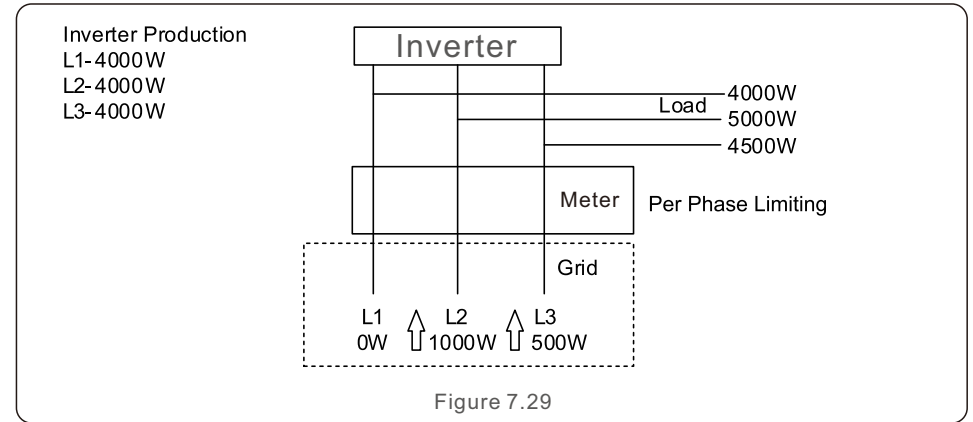 Inverter Production
L1-4000W
L2-4000W
L3-4000W
Inverter
Load
4000W
5000W
4500W
Meter
Per Phase Limiting
Grid
L1 L2 L3
0W 1000W 500W
Figure 7.29